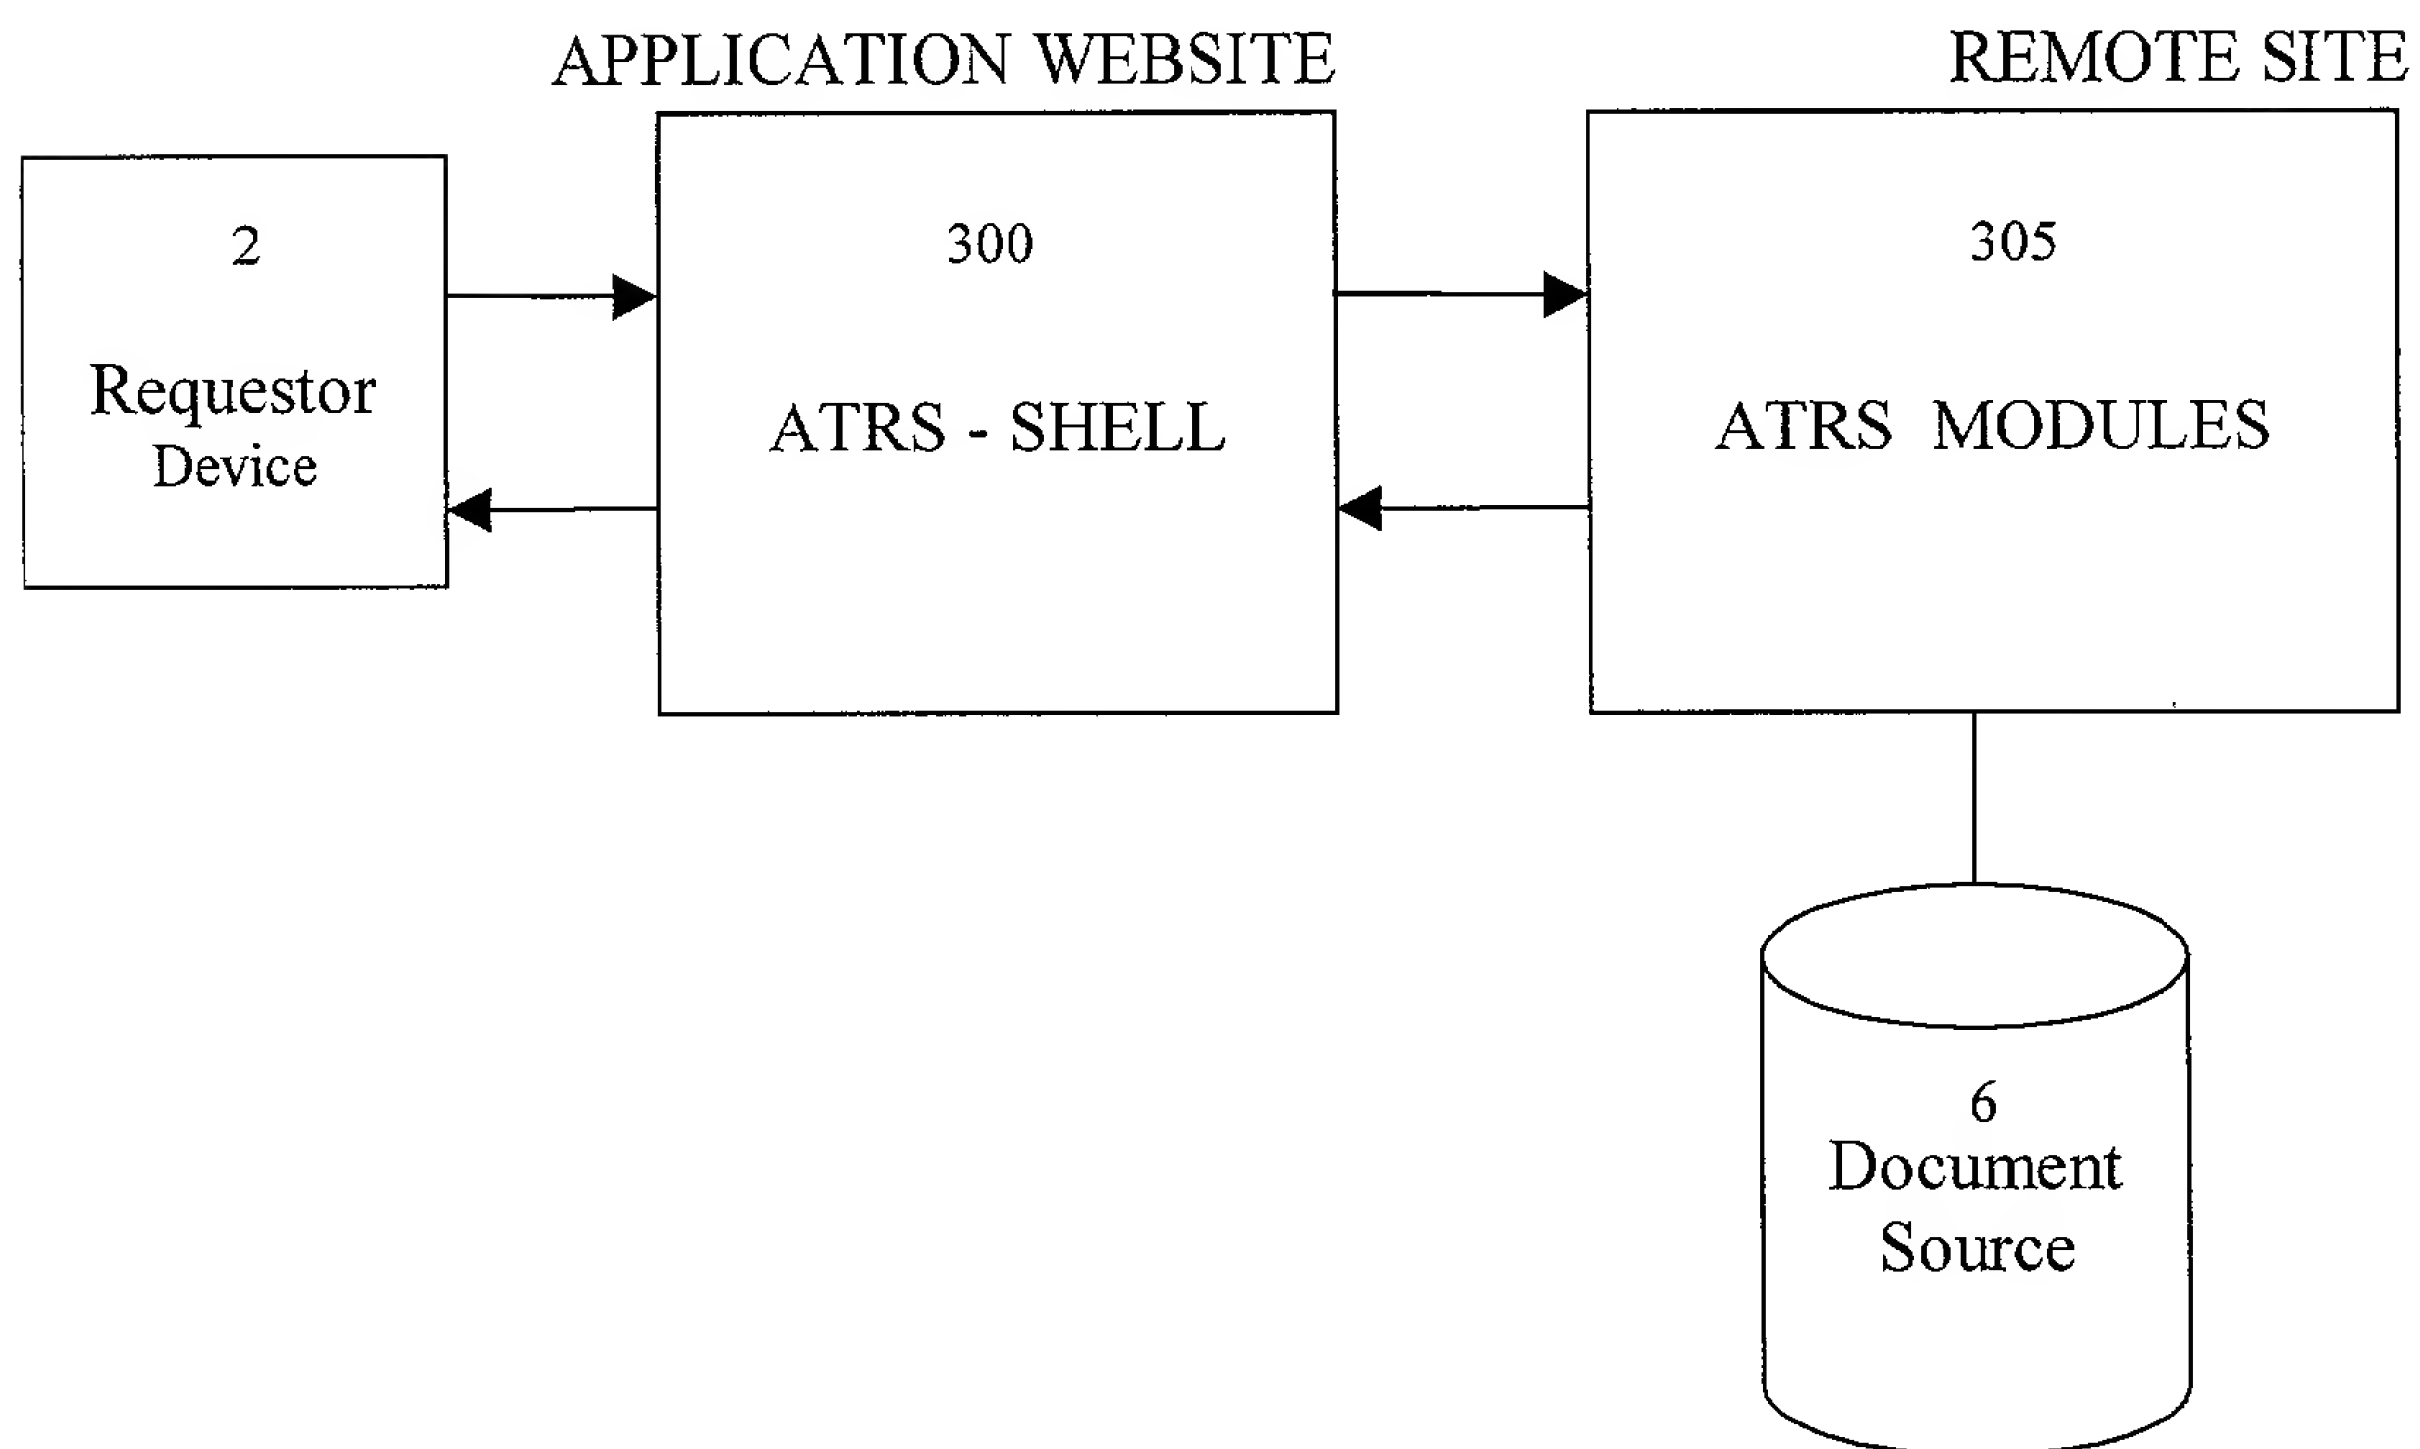 APPLICATION WEBSITE
REMOTE SITE
2
Requestor
Device
300
ATRS - SHELL
305
ATRS MODULES
6
Document
Source